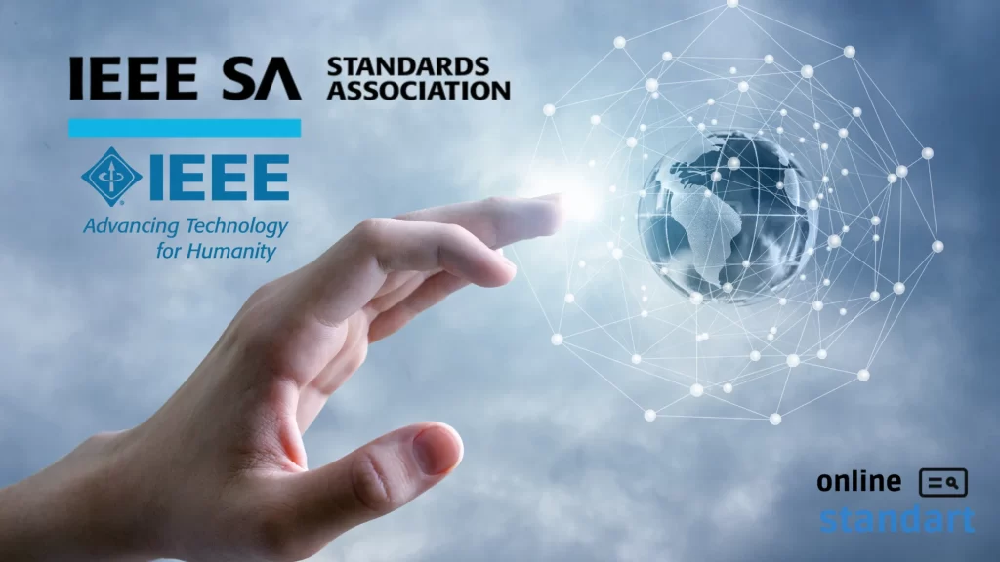 IEEE SA
STANDARDS
ASSOCIATION
IEEE
Advancing Technology
for Humanity
online
standart